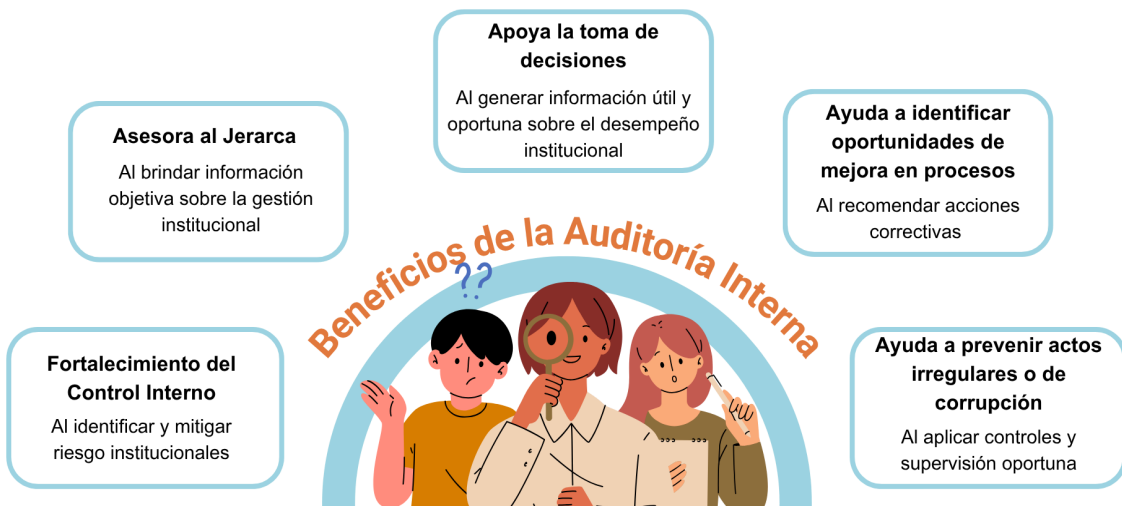 Apoya la toma de
decisiones
Al generar información útil y
oportuna sobre el desempeño
institucional
Asesora al Jerarca
Al brindar información
objetiva sobre la gestión
institucional
Ayuda a identificar
oportunidades de
mejora en procesos
Al recomendar acciones
correctivas
Beneficios de la Auditoría Interna
??
Fortalecimiento del
Control Interno
Al identificar y mitigar
riesgo institucionales
Ayuda a prevenir actos
irregulares o de
corrupción
Al aplicar controles y
supervisión oportuna